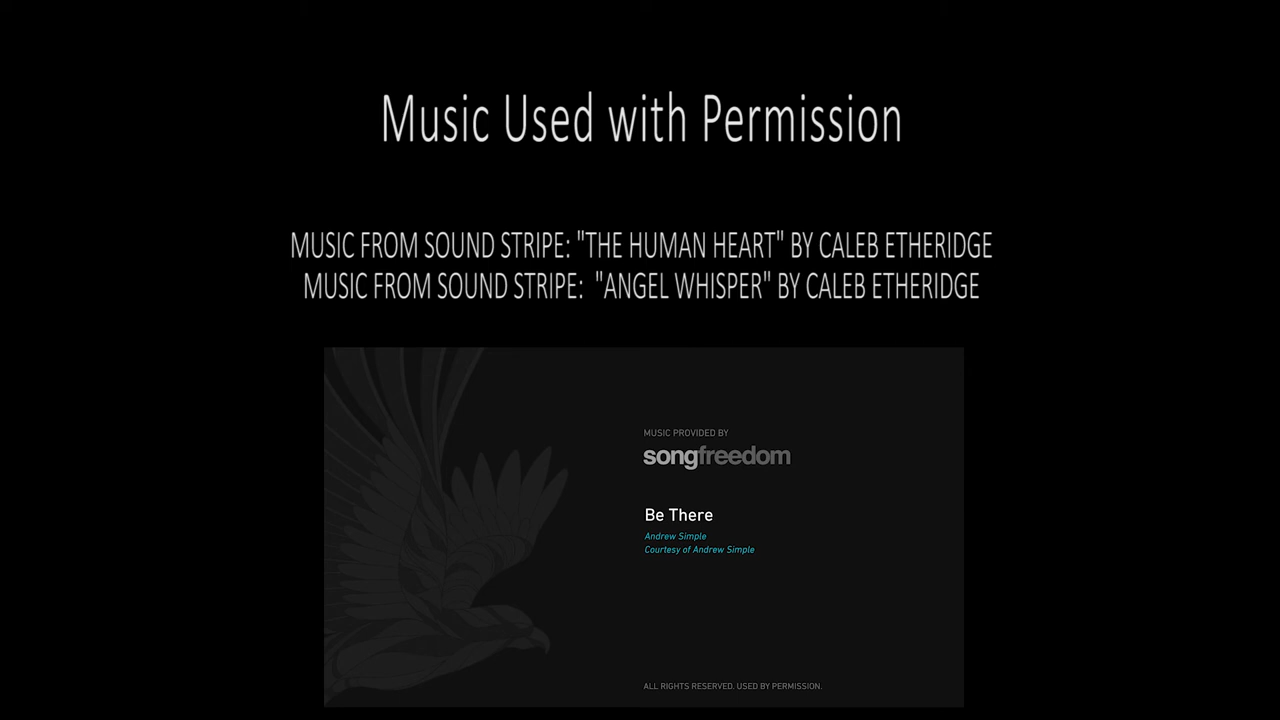 Music Used with Permission
MUSIC FROM SOUND STRIPE: "THE HUMAN HEART" BY CALEB ETHERIDGE
MUSIC FROM SOUND STRIPE:  "ANGEL WHISPER" BY CALEB ETHERIDGE
MUSIC PROVIDED BY
songfreedom
Be There
Andrew Simple
Courtesy of Andrew Simple
ALL RIGHTS RESERVED. USED BY PERMISSION.